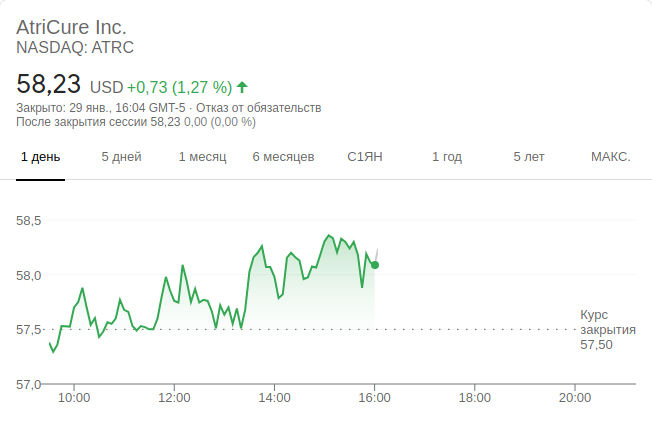 AtriCure Inc.
NASDAQ: ATRC
58,23 USD +0,73 (1,27 %)
Закрыто: 29 янв., 16:04 GMT-5 · Отказ от обязательств
После закрытия сессии 58,23 0,00 (0,00 %)
1 день 5 дней 1 месяц 6 месяцев С1ЯН 1 год 5 лет МАКС.
58,5
58,0
57,5
Курс
закрытия
57,50
57,0
10:00 12:00 14:00 16:00 18:00 20:00